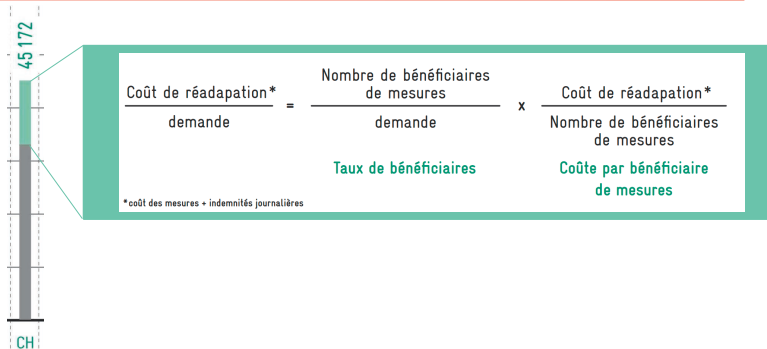 45 172
Nombre de bénéficiaires
de mesures
Coût de réadapation*
=
demande
demande
x
Coût de réadapation*
Nombre de bénéficiaires
de mesures
Taux de bénéficiaires
Coûte par bénéficiaire
de mesures
*coût des mesures + indemnités journalières
CH